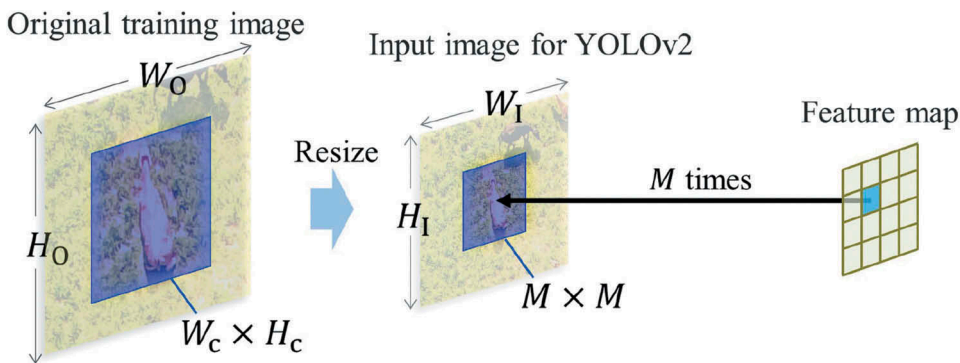 Original training image
Input image for YOLOv2
Feature map
W_O
W_I
Resize
M times
H_O
H_I
M × M
W_c × H_c